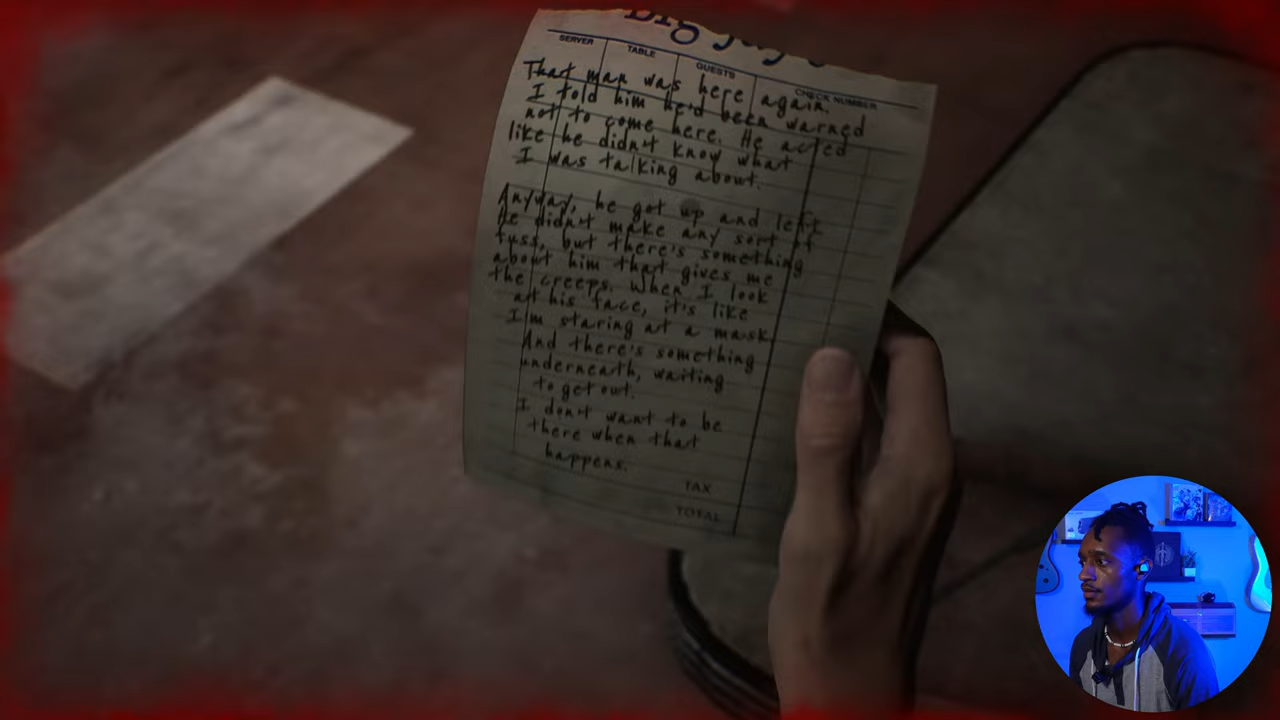 Big Jay's
SERVER TABLE GUESTS CHECK NUMBER
That man was here again.
I told him he'd been warned
not to come here. He acted
like he didn't know what
I was talking about.
Anyway, he got up and left
He didn't make any sort of
fuss, but there's something
about him that gives me
the creeps. When I look
at his face, it's like
I'm staring at a mask
And there's something
underneath, waiting
to get out.
I don't want to be
there when that
happens.
TAX
TOTAL